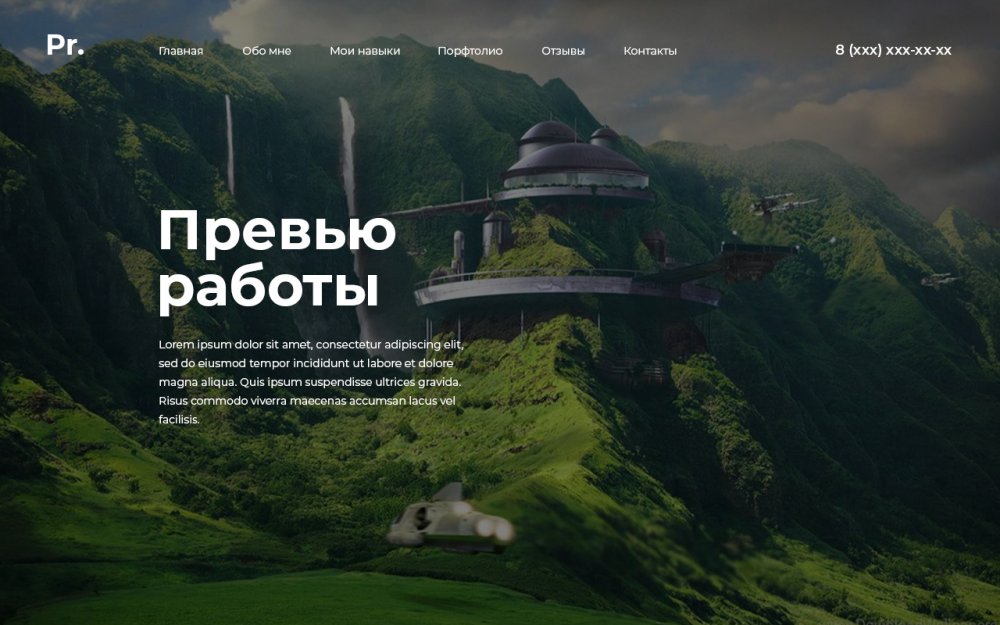 Pr.
Главная Обо мне Мои навыки Порфтолио Отзывы Контакты 8 (xxx) xxx-xx-xx
Превью
работы
Lorem ipsum dolor sit amet, consectetur adipiscing elit,
sed do eiusmod tempor incididunt ut labore et dolore
magna aliqua. Quis ipsum suspendisse ultrices gravida.
Risus commodo viverra maecenas accumsan lacus vel
facilisis.